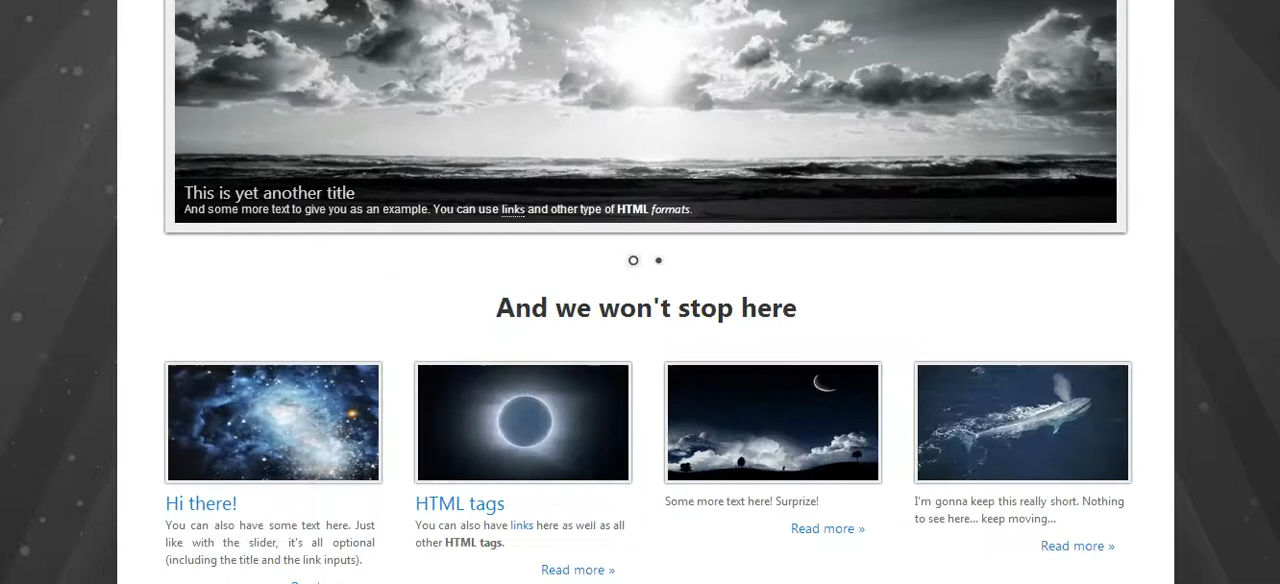 This is yet another title
And some more text to give you as an example. You can use links and other type of HTML formats.
And we won't stop here
Hi there!
You can also have some text here. Just
like with the slider, it's all optional
(including the title and the link inputs).
HTML tags
You can also have links here as well as all
other HTML tags.
Read more »
Some more text here! Surprize!
Read more »
I'm gonna keep this really short. Nothing
to see here... keep moving...
Read more »